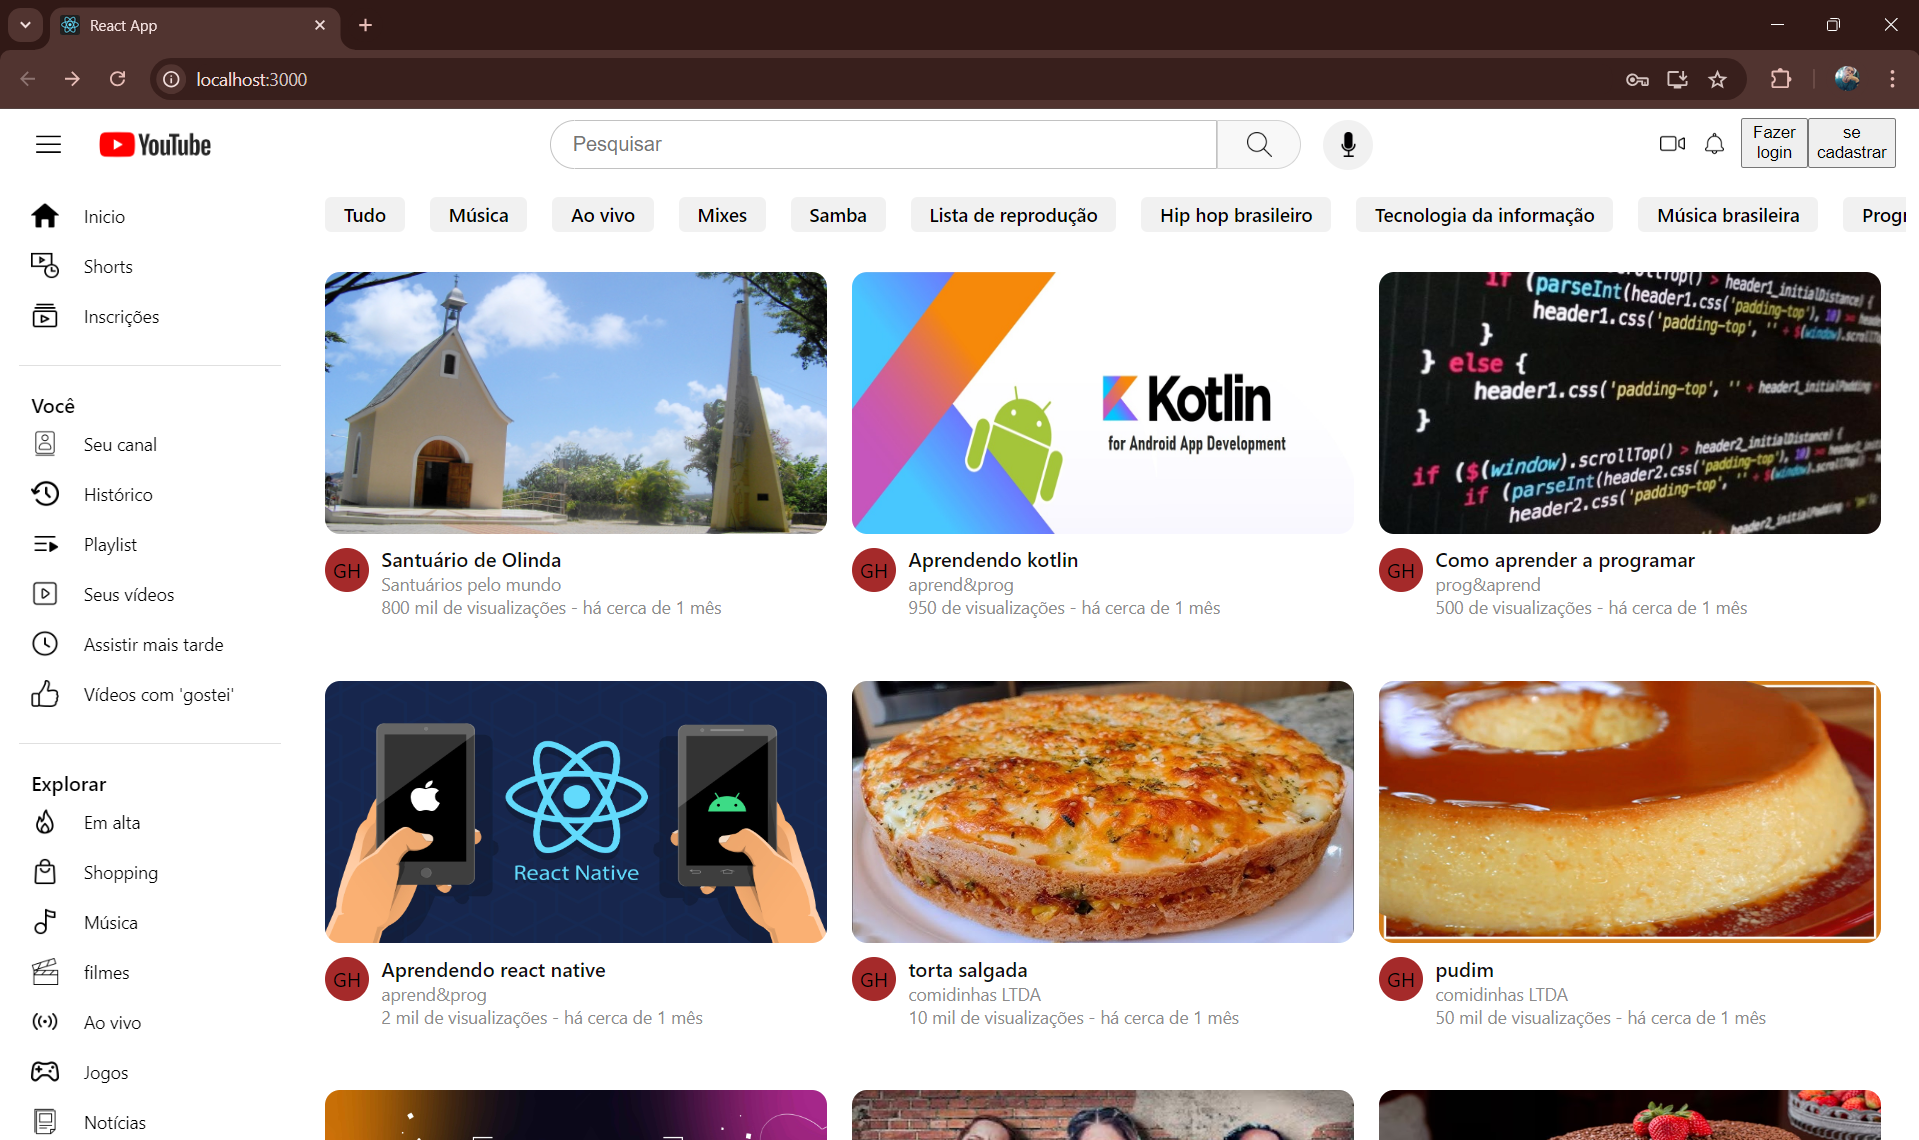 React App
localhost:3000
YouTube
Pesquisar
Fazer login
se cadastrar
Tudo
Música
Ao vivo
Mixes
Samba
Lista de reprodução
Hip hop brasileiro
Tecnologia da informação
Música brasileira
Progr
Inicio
Shorts
Inscrições
Você
Seu canal
Histórico
Playlist
Seus vídeos
Assistir mais tarde
Vídeos com 'gostei'
Explorar
Em alta
Shopping
Música
filmes
Ao vivo
Jogos
Notícias
GH
Santuário de Olinda
Santuários pelo mundo
800 mil de visualizações - há cerca de 1 mês
Kotlin
for Android App Development
GH
Aprendendo kotlin
aprend&prog
950 de visualizações - há cerca de 1 mês
if (parseInt(header1.css('padding-top'), 10)
header1.css('padding-top', '' + $(window).scrollTop
}
} else {
header1.css('padding-top', '' + header1_initialPadding
}
if ($(window).scrollTop() > header2_initialDistance) {
if (parseInt(header2.css('padding-top'), 10)
header2.css('padding-top', '' +
GH
Como aprender a programar
prog&aprend
500 de visualizações - há cerca de 1 mês
React Native
GH
Aprendendo react native
aprend&prog
2 mil de visualizações - há cerca de 1 mês
GH
torta salgada
comidinhas LTDA
10 mil de visualizações - há cerca de 1 mês
GH
pudim
comidinhas LTDA
50 mil de visualizações - há cerca de 1 mês